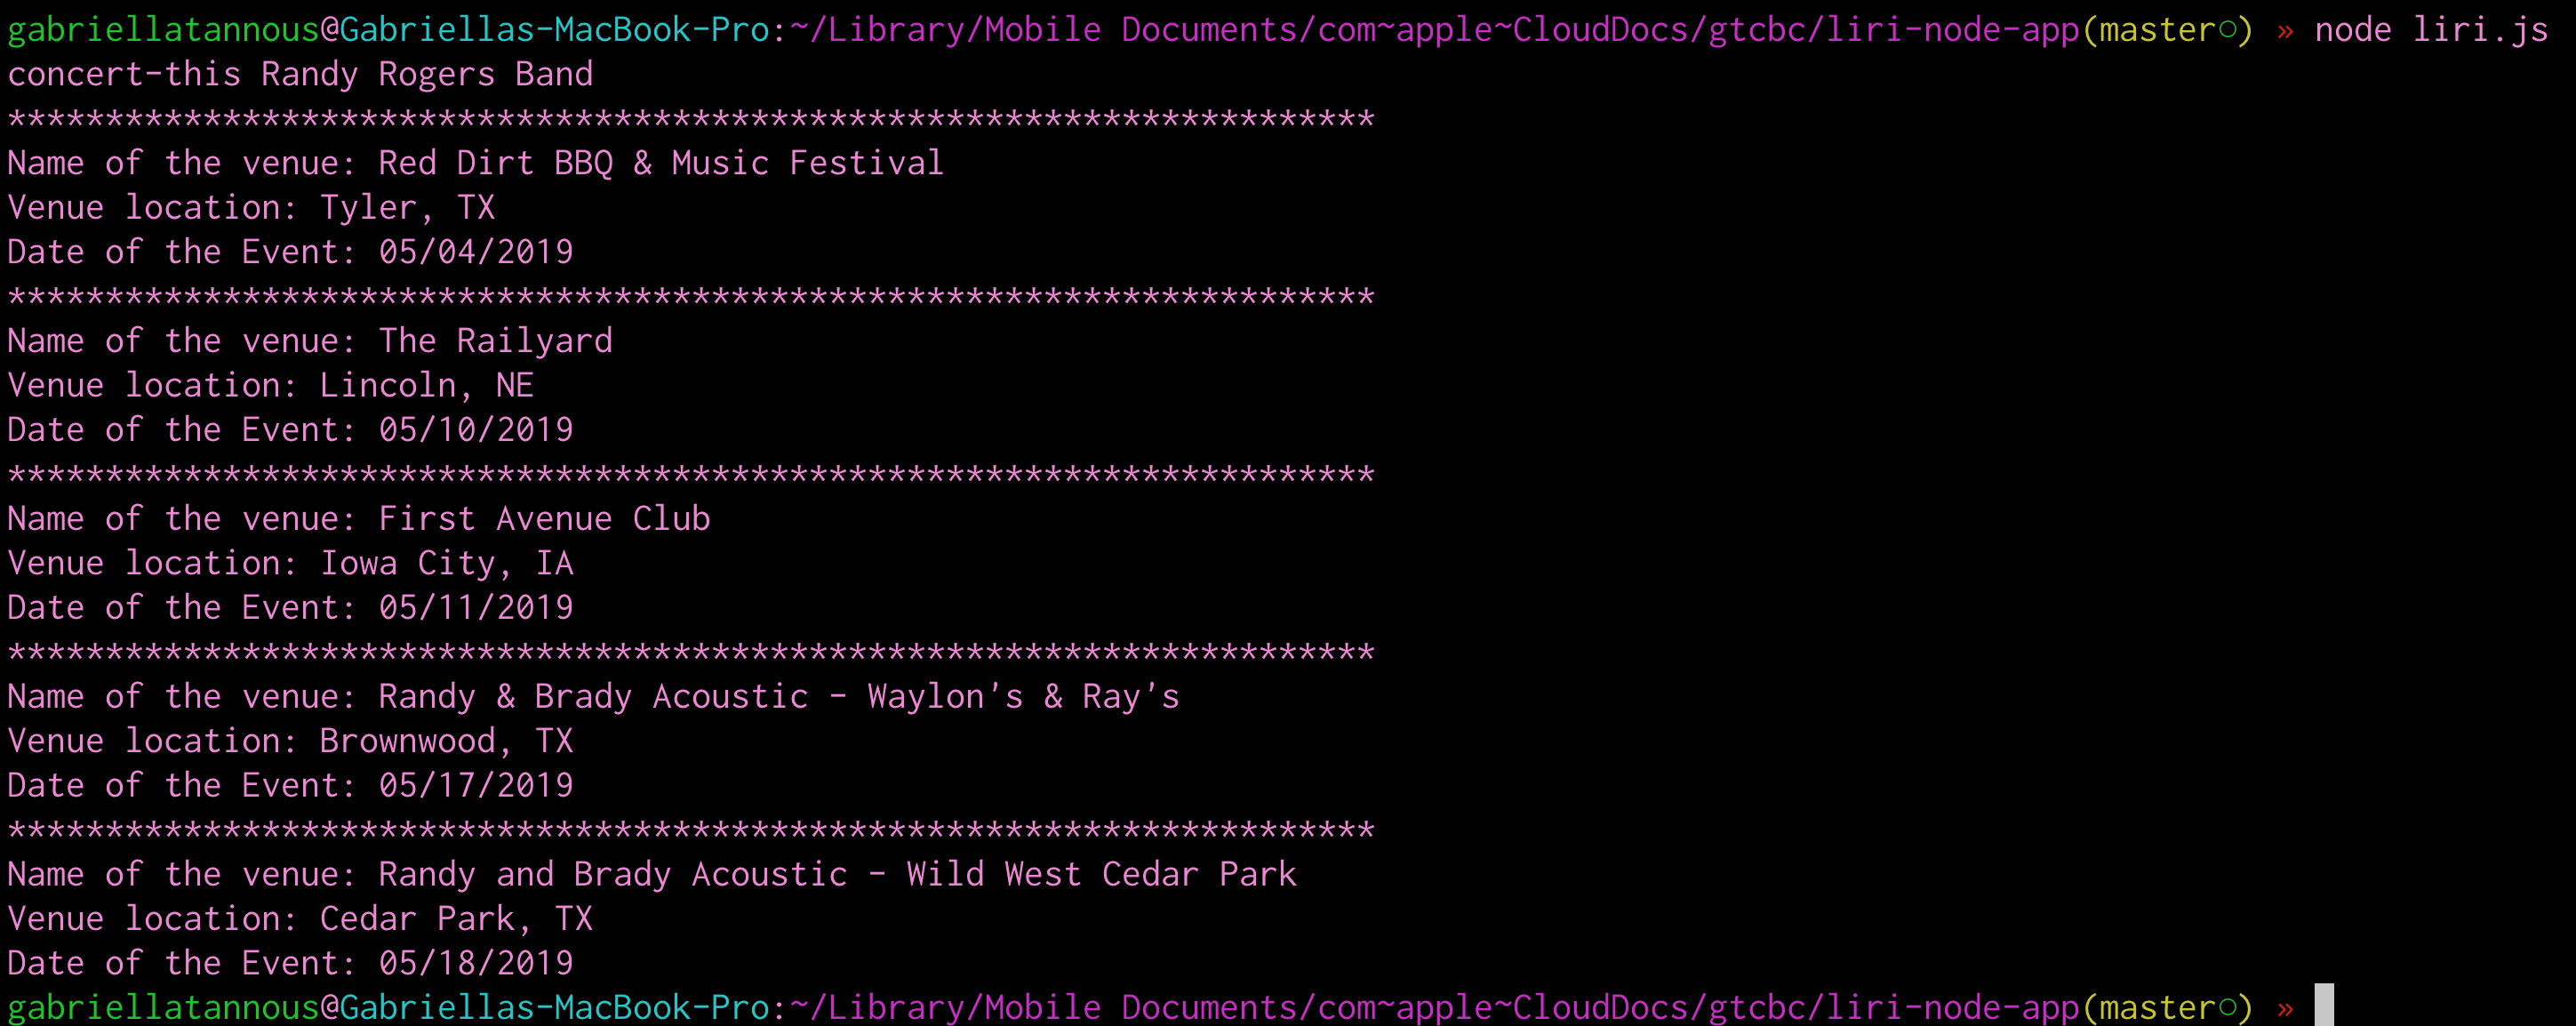 gabriellatannous@Gabriellas-MacBook-Pro:~/Library/Mobile Documents/com~apple~CloudDocs/gtcbc/liri-node-app(master○) » node liri.js
concert-this Randy Rogers Band
**********************************************************************
Name of the venue: Red Dirt BBQ & Music Festival
Venue location: Tyler, TX
Date of the Event: 05/04/2019
**********************************************************************
Name of the venue: The Railyard
Venue location: Lincoln, NE
Date of the Event: 05/10/2019
**********************************************************************
Name of the venue: First Avenue Club
Venue location: Iowa City, IA
Date of the Event: 05/11/2019
**********************************************************************
Name of the venue: Randy & Brady Acoustic - Waylon's & Ray's
Venue location: Brownwood, TX
Date of the Event: 05/17/2019
**********************************************************************
Name of the venue: Randy and Brady Acoustic - Wild West Cedar Park
Venue location: Cedar Park, TX
Date of the Event: 05/18/2019
gabriellatannous@Gabriellas-MacBook-Pro:~/Library/Mobile Documents/com~apple~CloudDocs/gtcbc/liri-node-app(master○) »